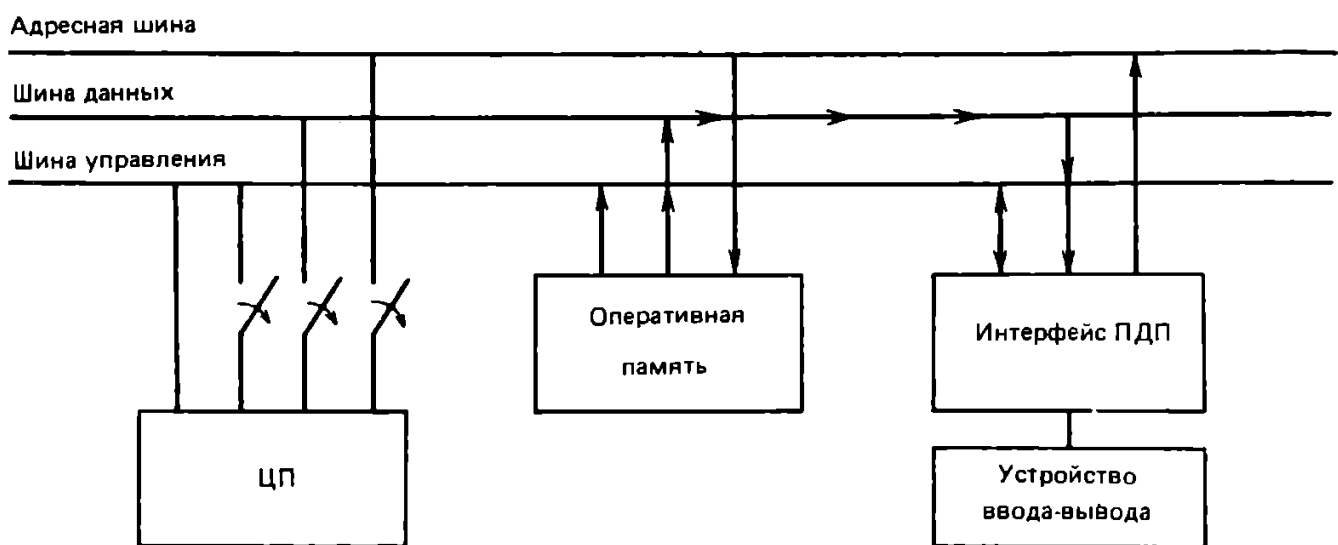 Адресная шина
Шина данных
Шина управления
Оперативная
память
Интерфейс ПДП
ЦП
Устройство
ввода-вывода